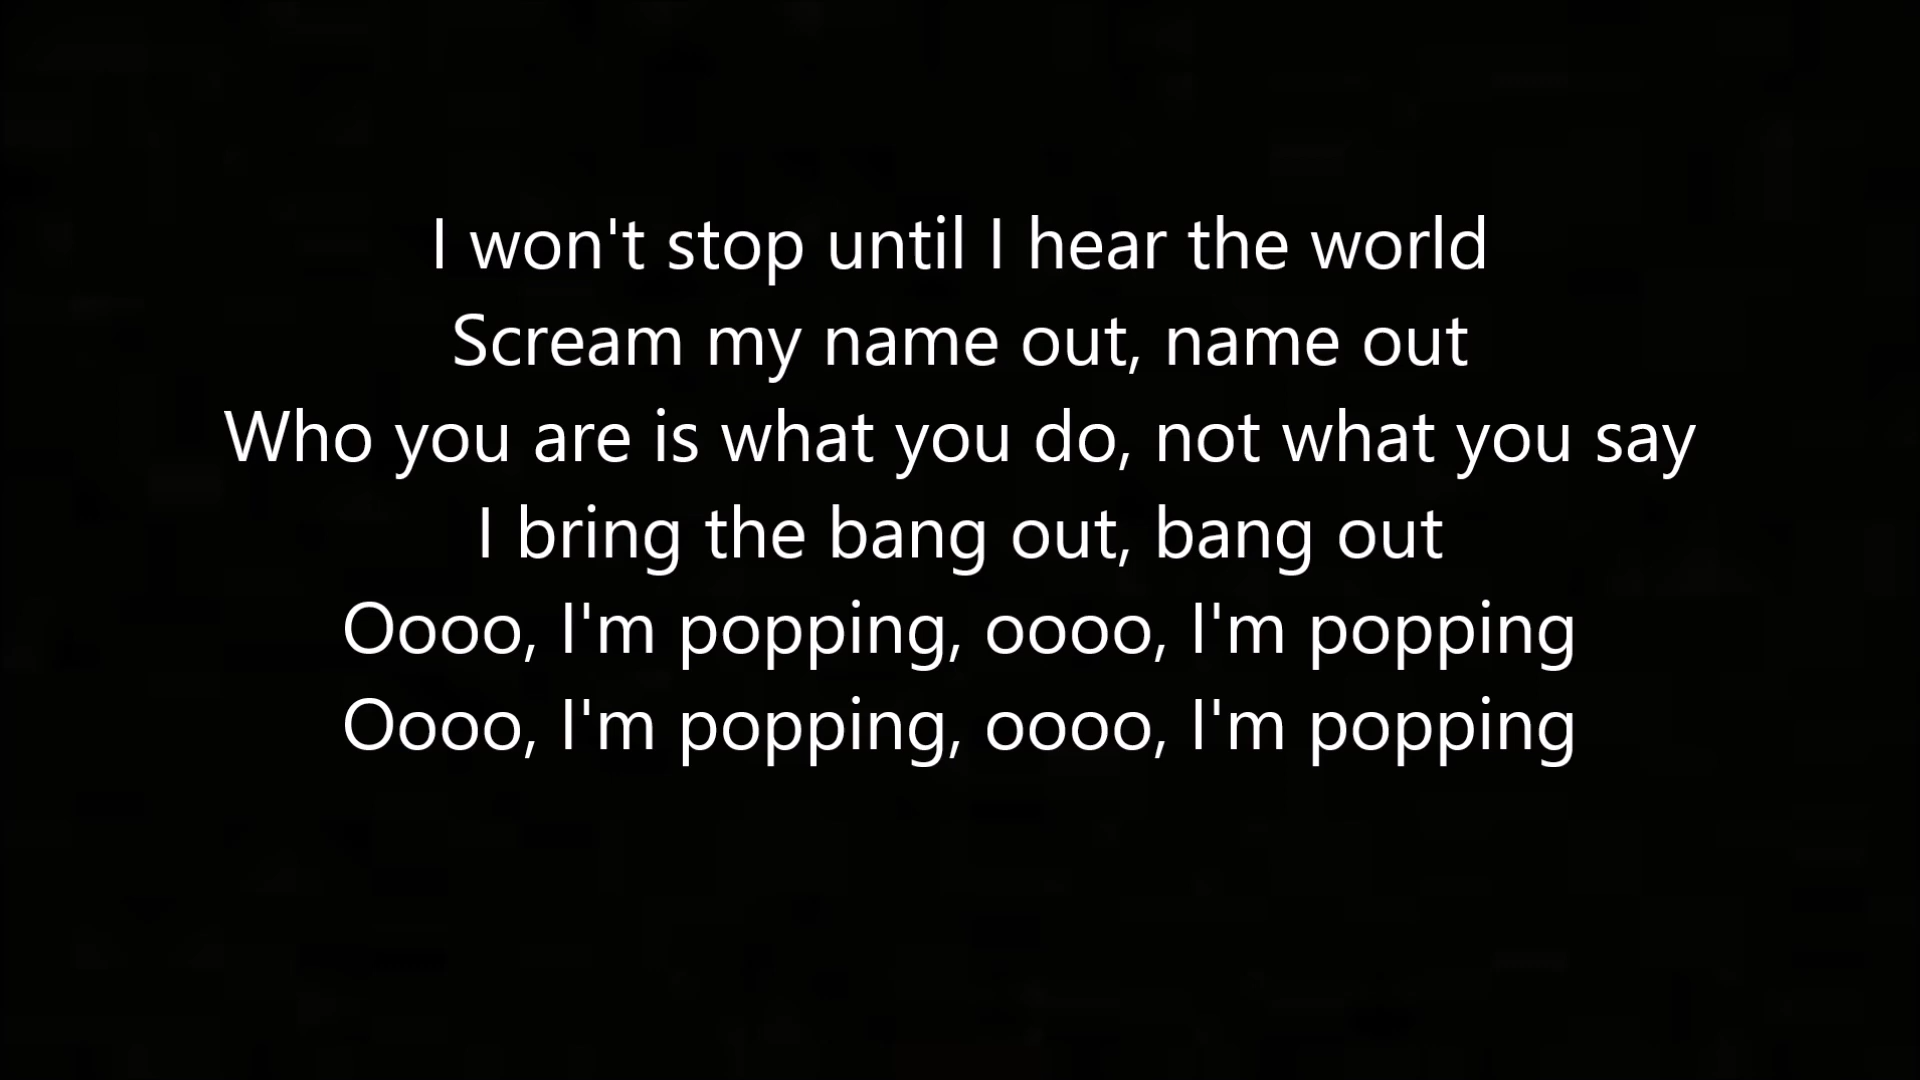 I won't stop until I hear the world
Scream my name out, name out
Who you are is what you do, not what you say
I bring the bang out, bang out
Oooo, I'm popping, oooo, I'm popping
Oooo, I'm popping, oooo, I'm popping